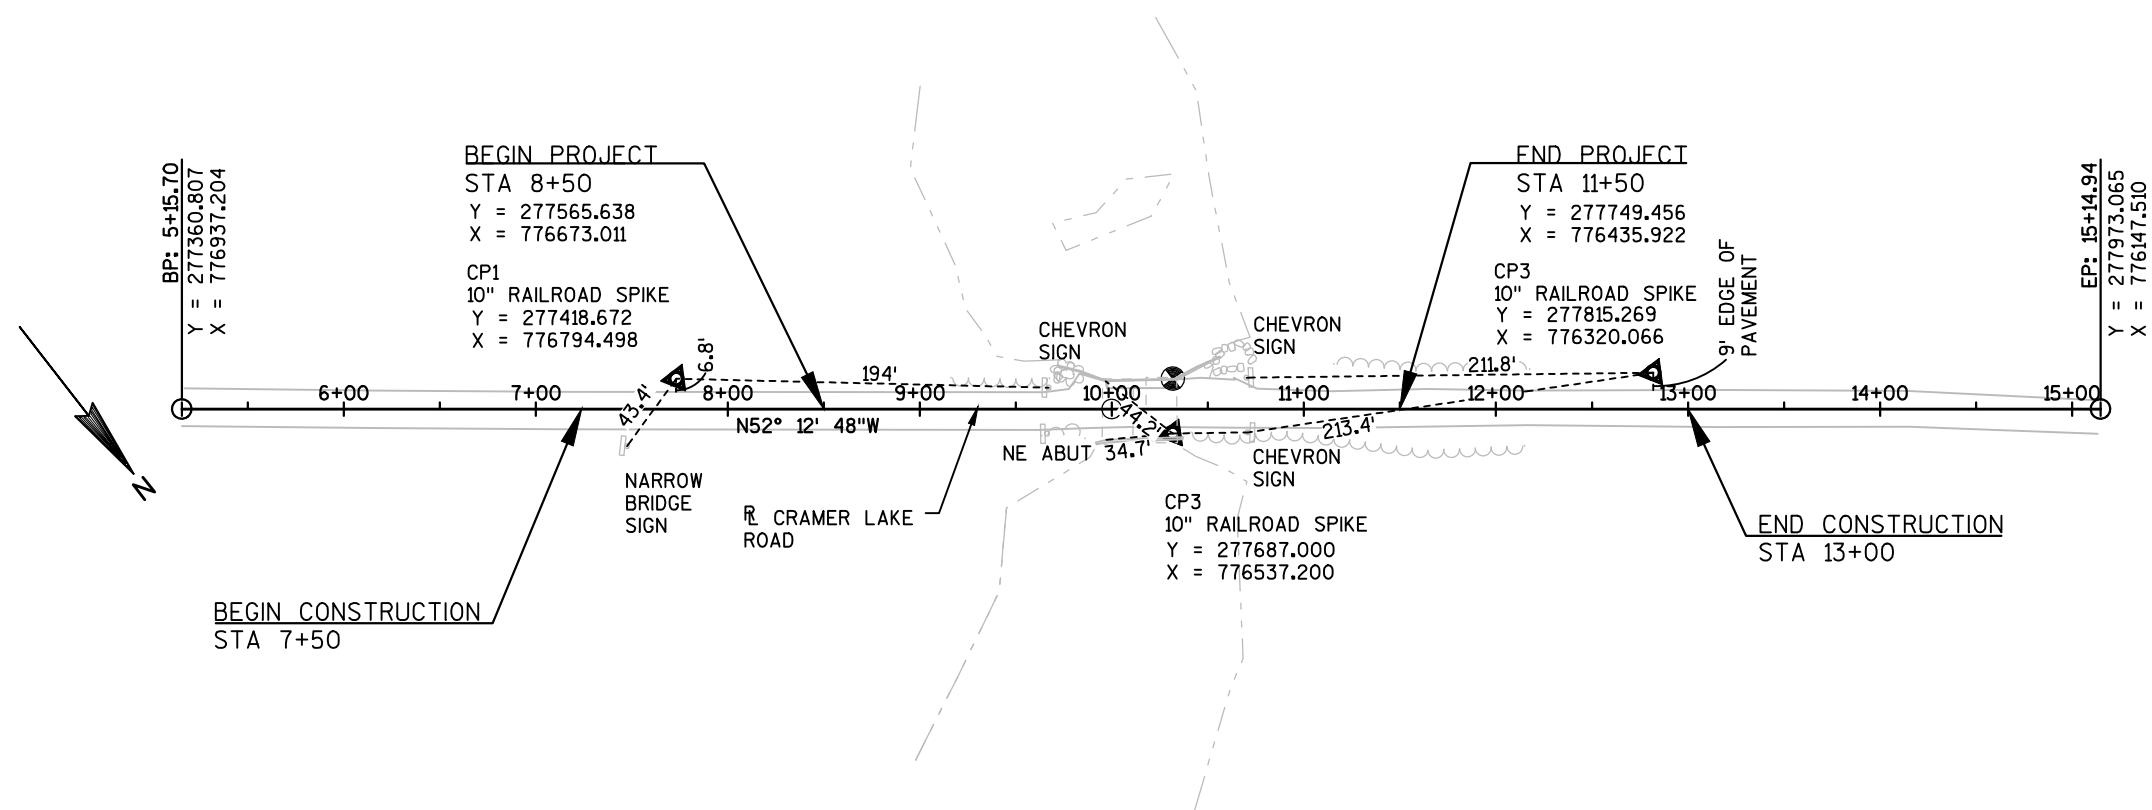 BP: 5+15.70
Y = 277360.807
X = 776937.204
BEGIN PROJECT
STA 8+50
Y = 277565.638
X = 776673.011
CP1
10" RAILROAD SPIKE
Y = 277418.672
X = 776794.498
END PROJECT
STA 11+50
Y = 277749.456
X = 776435.922
CP3
10" RAILROAD SPIKE
Y = 277815.269
X = 776320.066
9' EDGE OF
PAVEMENT
EP: 15+14.94
Y = 277973.065
X = 776147.510
CHEVRON
SIGN
CHEVRON
SIGN
6.8'
194'
211.8'
43.4'
44.2'
6+00
7+00
8+00
9+00
10+00
11+00
12+00
13+00
14+00
15+00
N52° 12' 48"W
NE ABUT
34.7'
213.4'
CHEVRON
SIGN
NARROW
BRIDGE
SIGN
CRAMER LAKE
ROAD
CP3
10" RAILROAD SPIKE
Y = 277687.000
X = 776537.200
END CONSTRUCTION
STA 13+00
BEGIN CONSTRUCTION
STA 7+50
N